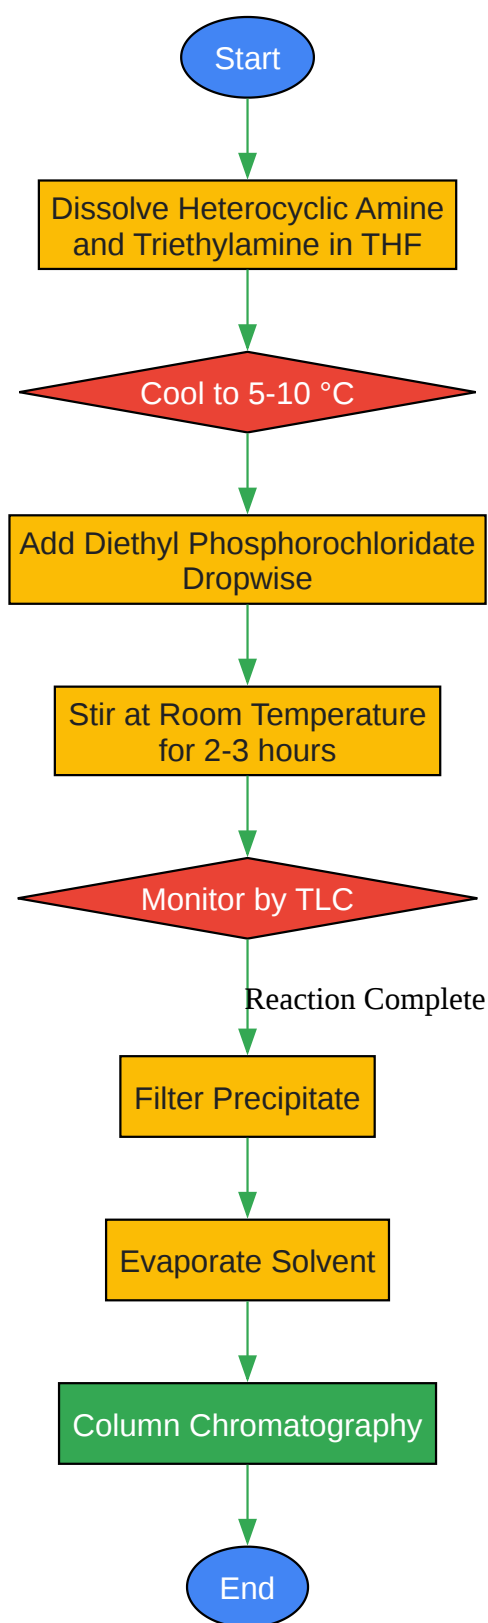 Start
Dissolve Heterocyclic Amine
and Triethylamine in THF
Cool to 5-10 °C
Add Diethyl Phosphorochloridate
Dropwise
Stir at Room Temperature
for 2-3 hours
Monitor by TLC
Reaction Complete
Filter Precipitate
Evaporate Solvent
Column Chromatography
End